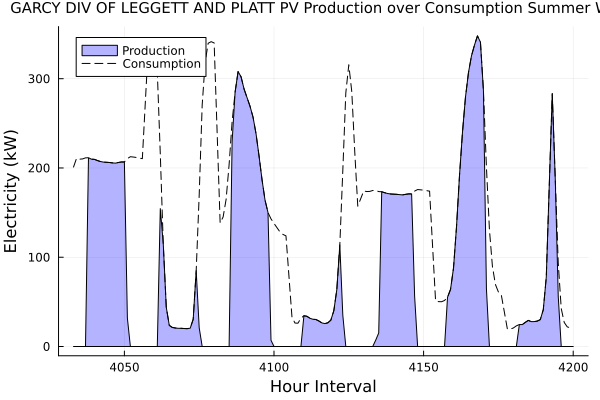 GARCY DIV OF LEGGETT AND PLATT PV Production over Consumption Summer
Production
Consumption
Electricity (kW)
300
200
100
0
4050
4100
4150
4200
Hour Interval